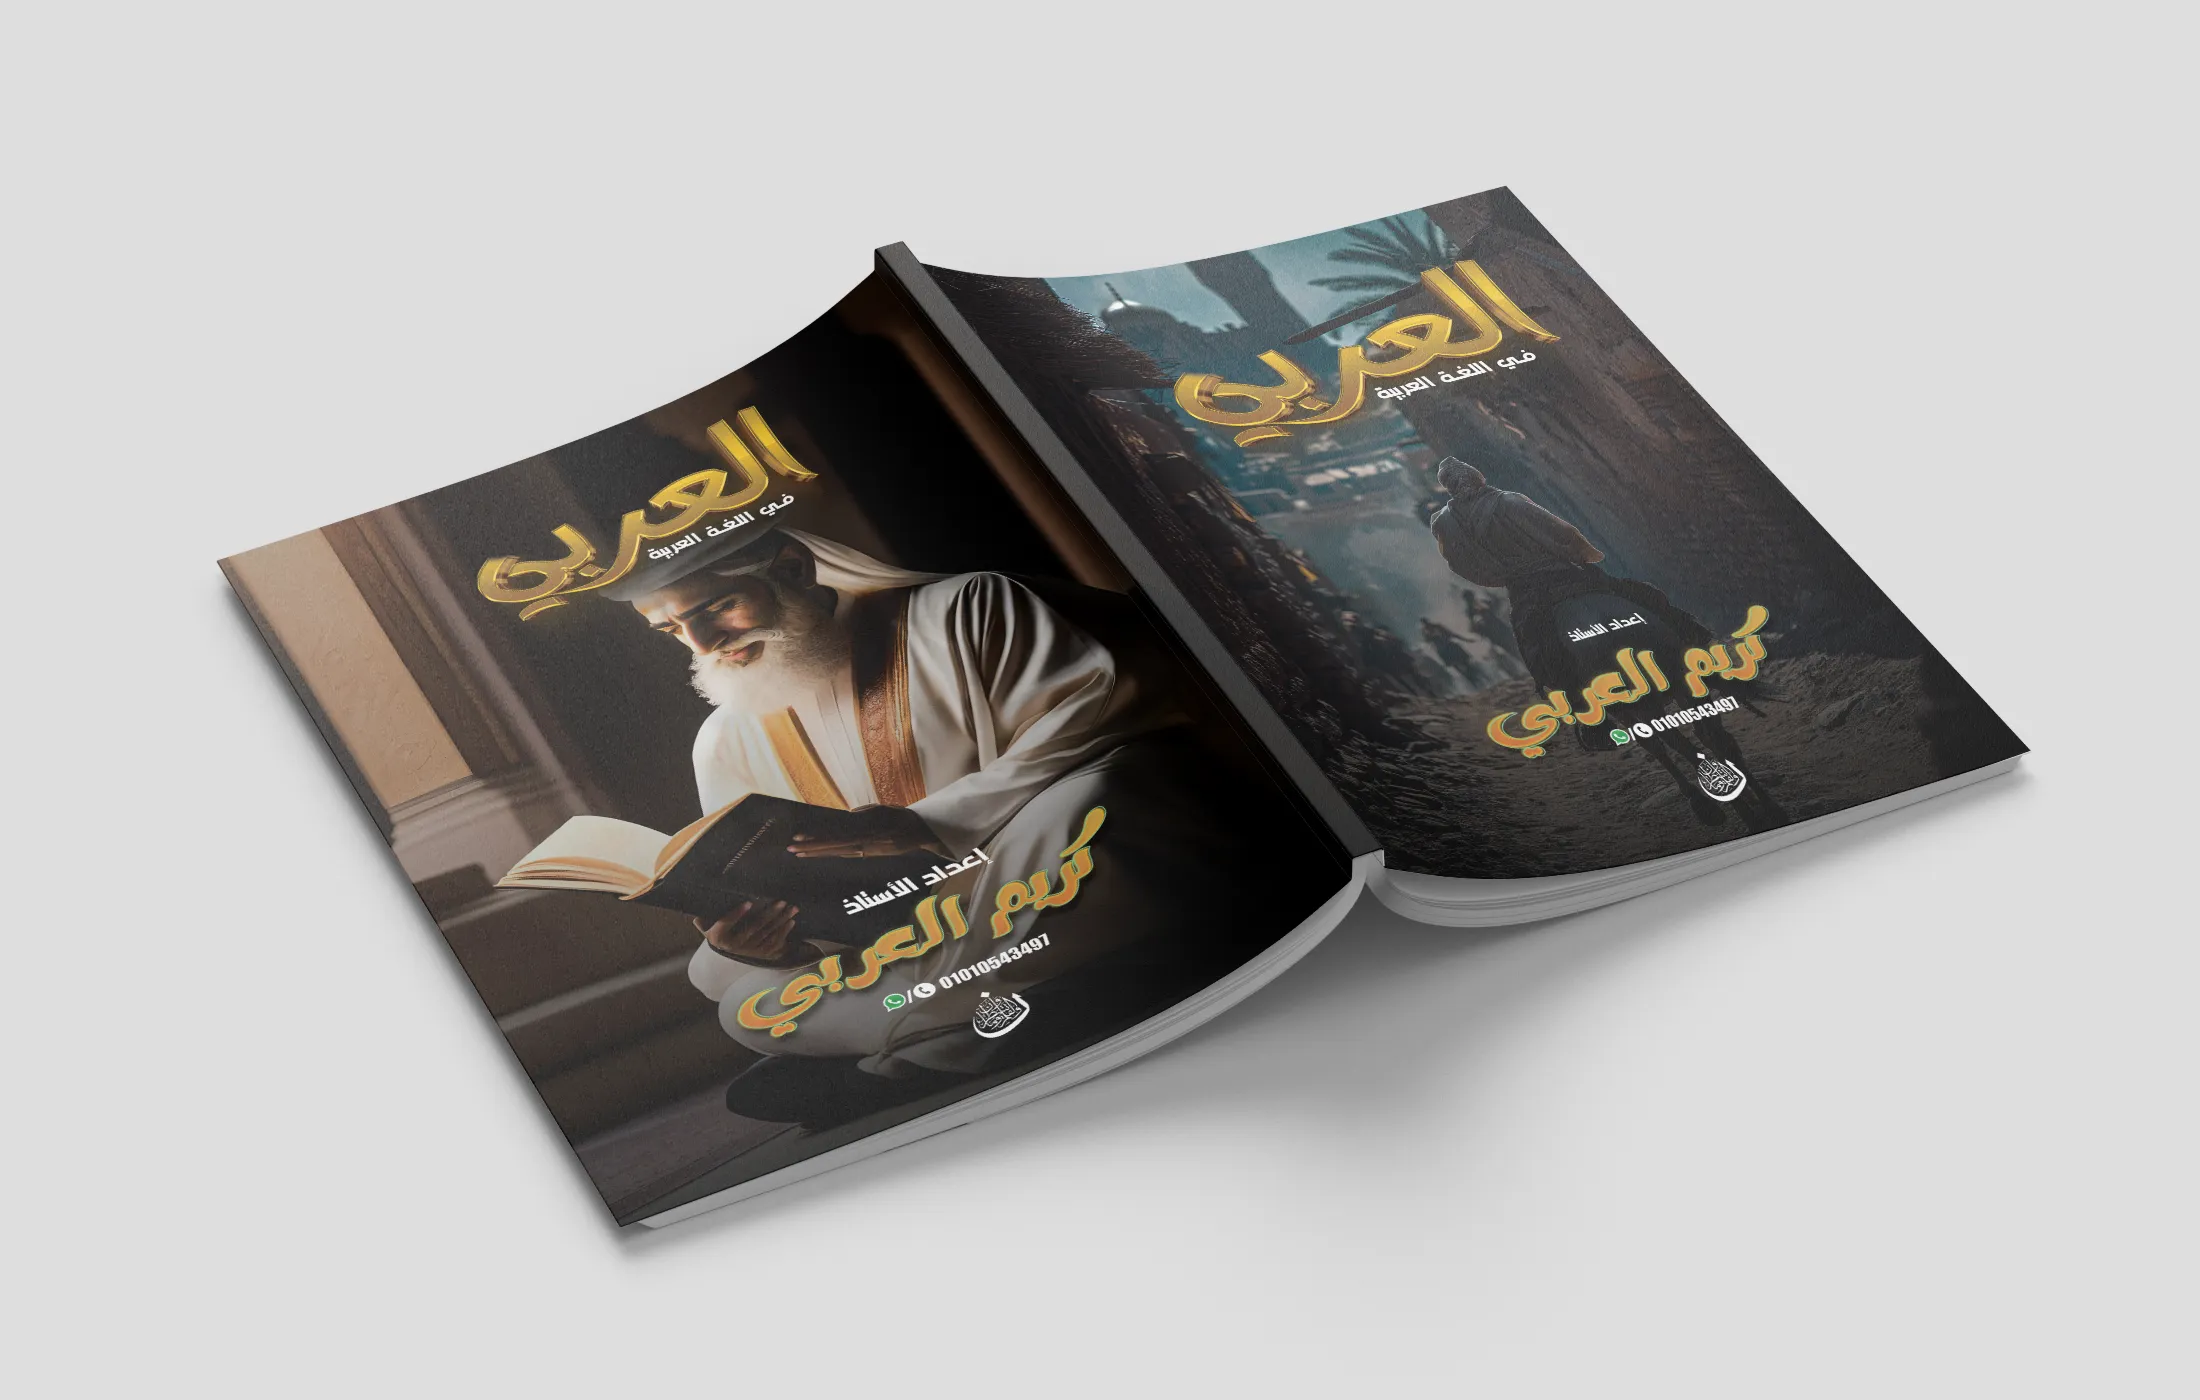 العربي
في اللغة العربية
إعداد الأستاذ
كريم العربي
01010543497
العربي
في اللغة العربية
إعداد الأستاذ
كريم العربي
01010543497